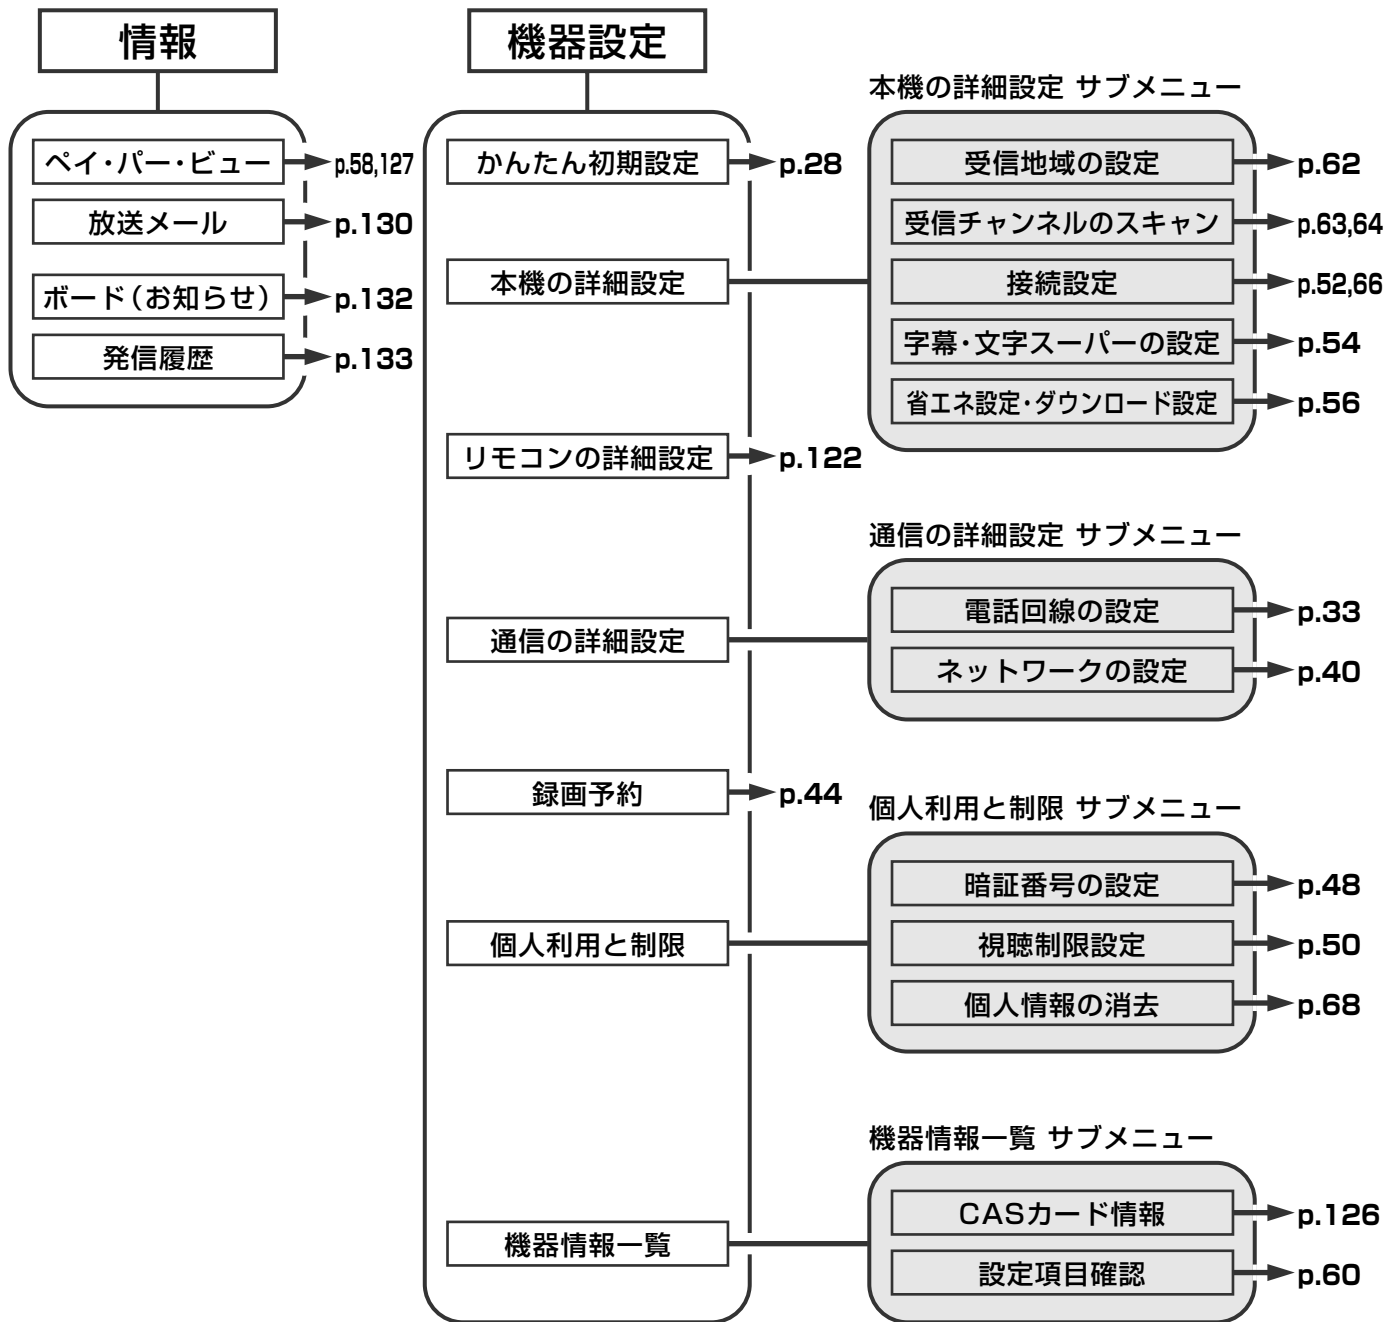 情報
ペイ・パー・ビュー p.58,127
放送メール p.130
ボード（お知らせ） p.132
発信履歴 p.133
機器設定
かんたん初期設定 p.28
本機の詳細設定
リモコンの詳細設定 p.122
通信の詳細設定
録画予約 p.44
個人利用と制限
機器情報一覧
本機の詳細設定 サブメニュー
受信地域の設定 p.62
受信チャンネルのスキャン p.63,64
接続設定 p.52,66
字幕・文字スーパーの設定 p.54
省エネ設定・ダウンロード設定 p.56
通信の詳細設定 サブメニュー
電話回線の設定 p.33
ネットワークの設定 p.40
個人利用と制限 サブメニュー
暗証番号の設定 p.48
視聴制限設定 p.50
個人情報の消去 p.68
機器情報一覧 サブメニュー
CASカード情報 p.126
設定項目確認 p.60